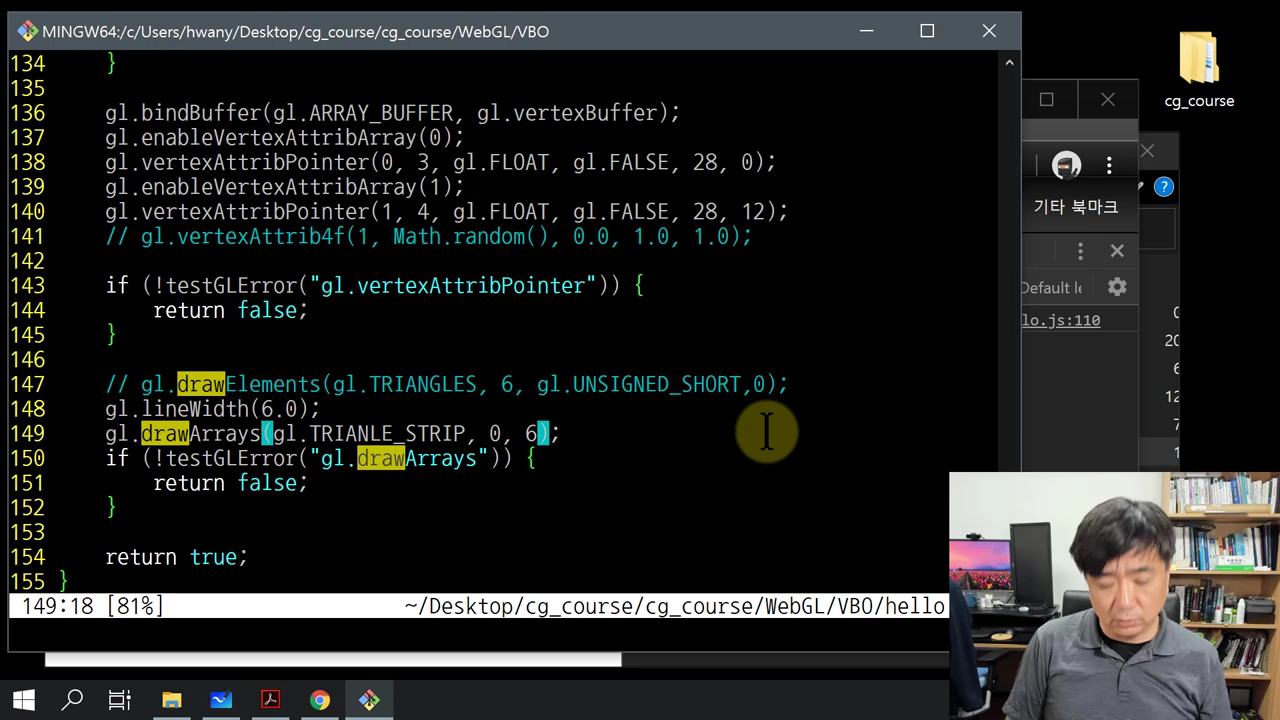 MINGW64:/c/Users/hwany/Desktop/cg_course/cg_course/WebGL/VBO
134     }
135
136     gl.bindBuffer(gl.ARRAY_BUFFER, gl.vertexBuffer);
137     gl.enableVertexAttribArray(0);
138     gl.vertexAttribPointer(0, 3, gl.FLOAT, gl.FALSE, 28, 0);
139     gl.enableVertexAttribArray(1);
140     gl.vertexAttribPointer(1, 4, gl.FLOAT, gl.FALSE, 28, 12);
141     // gl.vertexAttrib4f(1, Math.random(), 0.0, 1.0, 1.0);
142
143     if (!testGLError("gl.vertexAttribPointer")) {
144         return false;
145     }
146
147     // gl.drawElements(gl.TRIANGLES, 6, gl.UNSIGNED_SHORT,0);
148     gl.lineWidth(6.0);
149     gl.drawArrays(gl.TRIANLE_STRIP, 0, 6);
150     if (!testGLError("gl.drawArrays")) {
151         return false;
152     }
153
154     return true;
155 }
149:18 [81%] ~/Desktop/cg_course/cg_course/WebGL/VBO/hello
cg_course
기타 북마크
Default le
lo.js:110
20